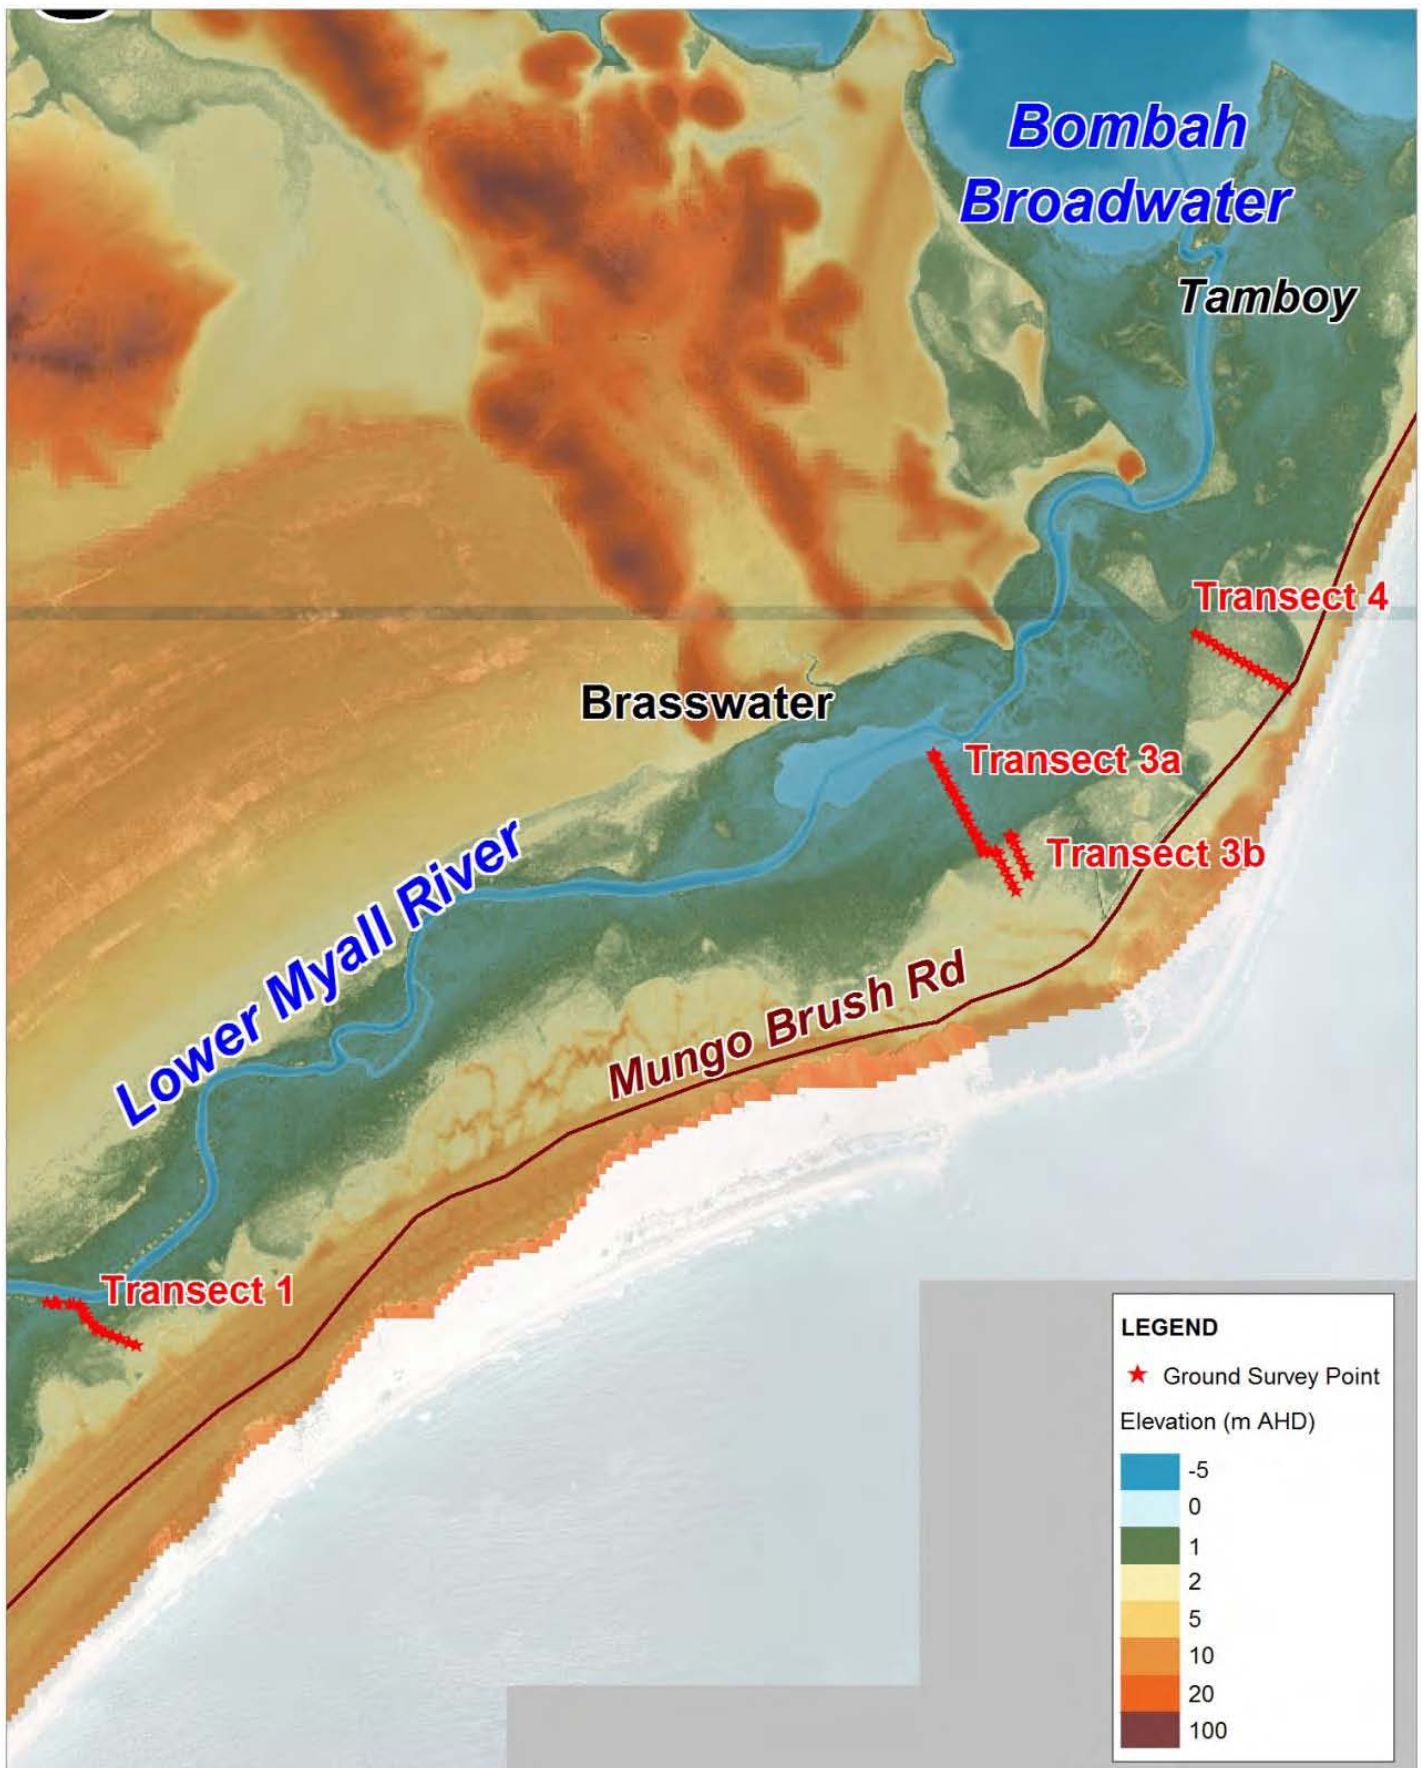 Bombah
Broadwater
Tamboy
Transect 4
Brasswater
Transect 3a
Transect 3b
Lower Myall River
Mungo Brush Rd
Transect 1
LEGEND
Ground Survey Point
Elevation (m AHD)
-5
0
1
2
5
10
20
100